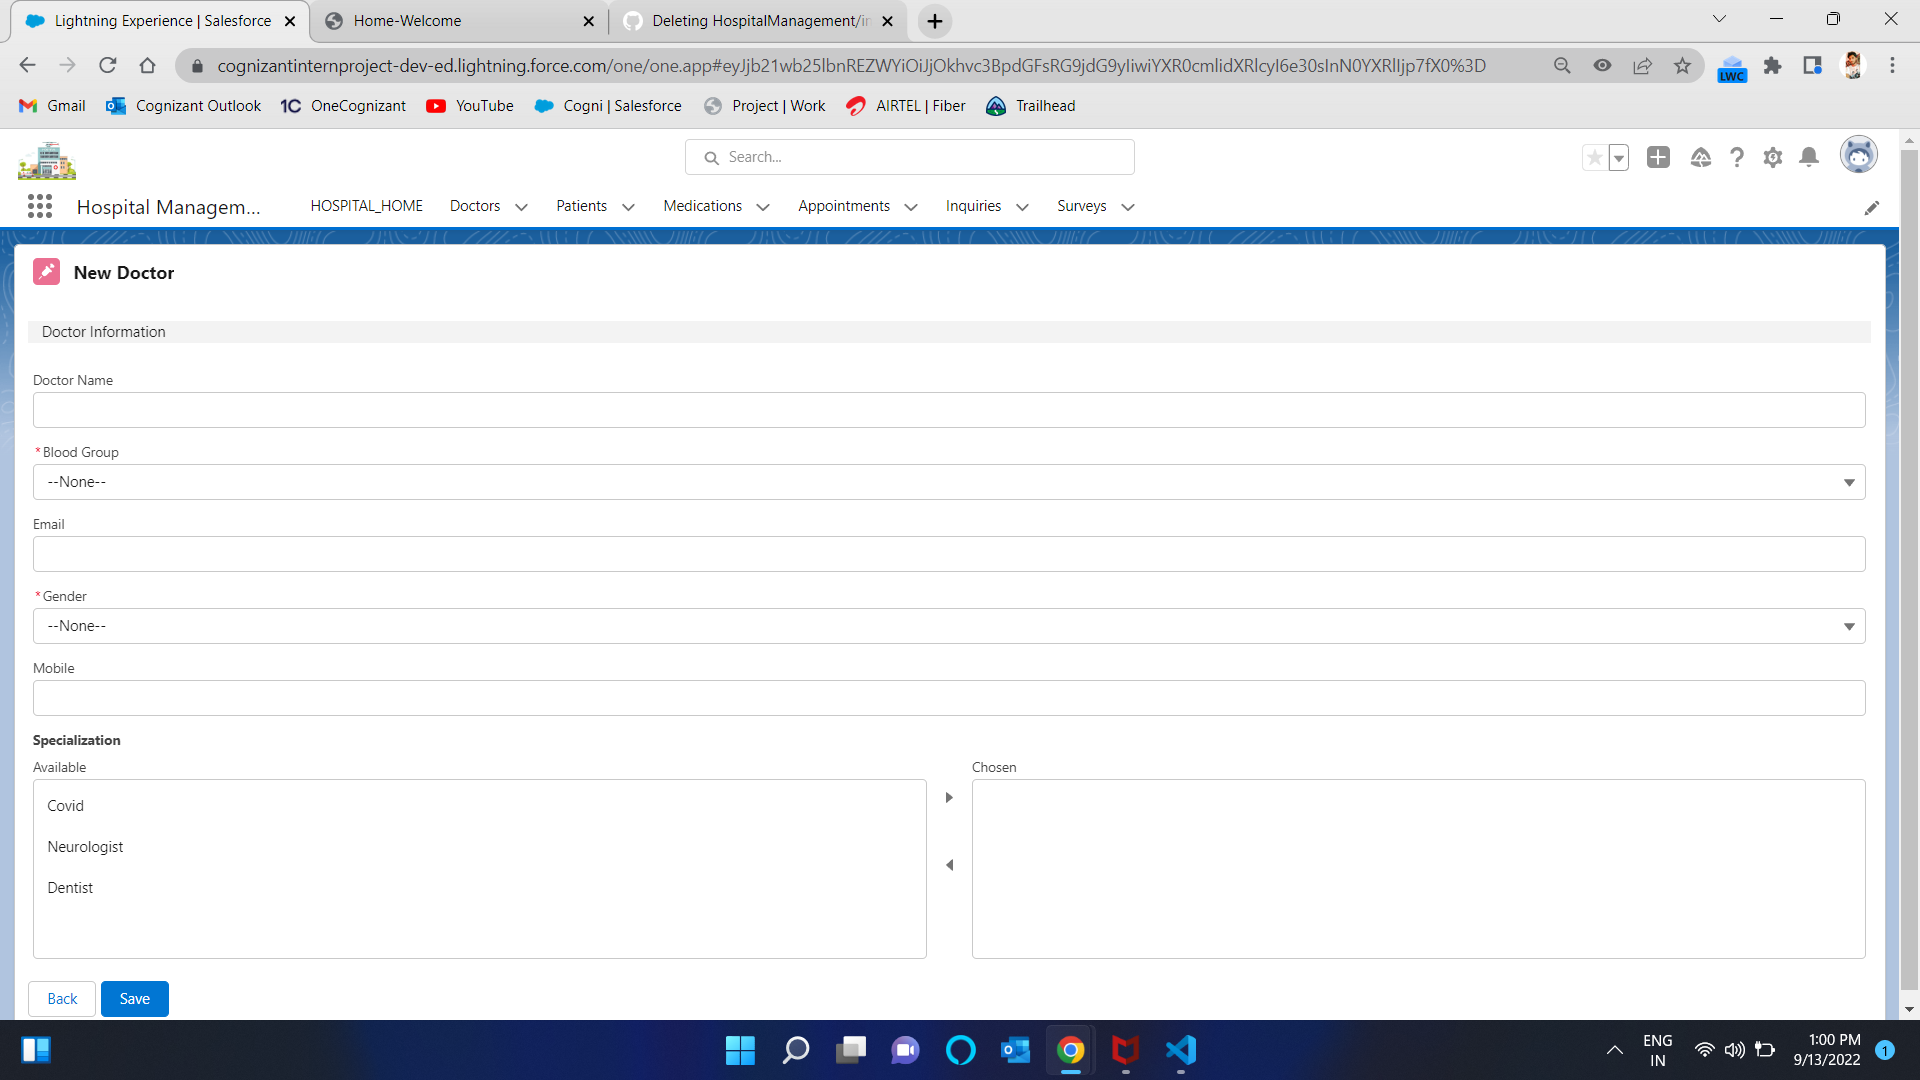 Lightning Experience | Salesforce
Home-Welcome
Deleting HospitalManagement/in
cognizantinternproject-dev-ed.lightning.force.com/one/one.app#eyJjb21wb25lbnREZWYiOiJjOkhvc3BpdGFsRG9jdG9yIiwiYXR0cmlidXRlcyI6e30sInN0YXRlIjp7fX0%3D
LWC
Gmail
Cognizant Outlook
1C OneCognizant
YouTube
Cogni | Salesforce
Project | Work
AIRTEL | Fiber
Trailhead
Search...
Hospital Managem...
HOSPITAL_HOME
Doctors
Patients
Medications
Appointments
Inquiries
Surveys
New Doctor
Doctor Information
Doctor Name
*Blood Group
--None--
Email
*Gender
--None--
Mobile
Specialization
Available
Chosen
Covid
Neurologist
Dentist
Back
Save
ENG
IN
1:00 PM
9/13/2022
1